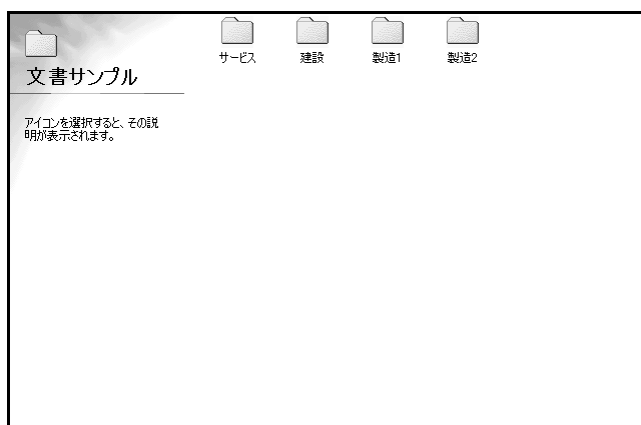 文書サンプル
アイコンを選択すると、その説
明が表示されます。
サービス
建設
製造1
製造2